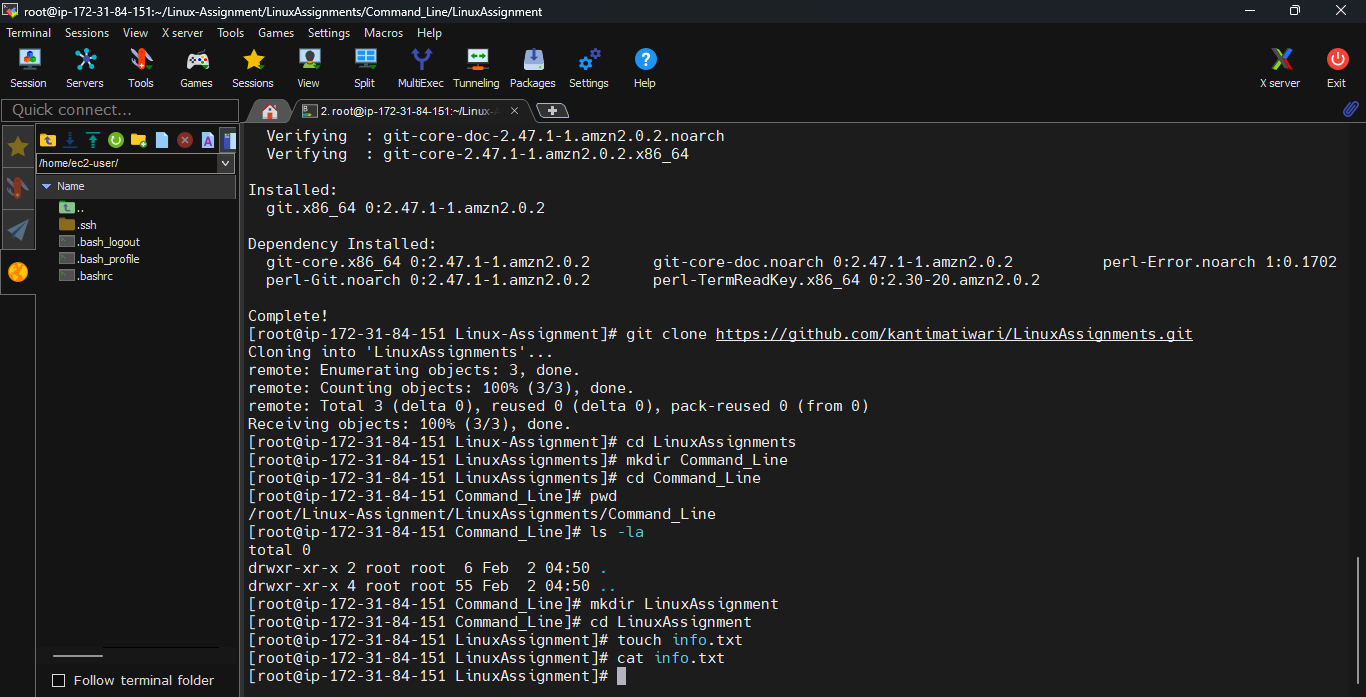 root@ip-172-31-84-151:~/Linux-Assignment/LinuxAssignments/Command_Line/LinuxAssignment
Terminal Sessions View X server Tools Games Settings Macros Help
Session Servers Tools Games Sessions View Split MultiExec Tunneling Packages Settings Help X server Exit
Quick connect...
2. root@ip-172-31-84-151:~/Linux-
/home/ec2-user/
Name
..
.ssh
.bash_logout
.bash_profile
.bashrc
Follow terminal folder
Verifying  : git-core-doc-2.47.1-1.amzn2.0.2.noarch
Verifying  : git-core-2.47.1-1.amzn2.0.2.x86_64
Installed:
git.x86_64 0:2.47.1-1.amzn2.0.2
Dependency Installed:
git-core.x86_64 0:2.47.1-1.amzn2.0.2 git-core-doc.noarch 0:2.47.1-1.amzn2.0.2 perl-Error.noarch 1:0.1702
perl-Git.noarch 0:2.47.1-1.amzn2.0.2 perl-TermReadKey.x86_64 0:2.30-20.amzn2.0.2
Complete!
[root@ip-172-31-84-151 Linux-Assignment]# git clone https://github.com/kantimatiwari/LinuxAssignments.git
Cloning into 'LinuxAssignments'...
remote: Enumerating objects: 3, done.
remote: Counting objects: 100% (3/3), done.
remote: Total 3 (delta 0), reused 0 (delta 0), pack-reused 0 (from 0)
Receiving objects: 100% (3/3), done.
[root@ip-172-31-84-151 Linux-Assignment]# cd LinuxAssignments
[root@ip-172-31-84-151 LinuxAssignments]# mkdir Command_Line
[root@ip-172-31-84-151 LinuxAssignments]# cd Command_Line
[root@ip-172-31-84-151 Command_Line]# pwd
/root/Linux-Assignment/LinuxAssignments/Command_Line
[root@ip-172-31-84-151 Command_Line]# ls -la
total 0
drwxr-xr-x 2 root root  6 Feb  2 04:50 .
drwxr-xr-x 4 root root 55 Feb  2 04:50 ..
[root@ip-172-31-84-151 Command_Line]# mkdir LinuxAssignment
[root@ip-172-31-84-151 Command_Line]# cd LinuxAssignment
[root@ip-172-31-84-151 LinuxAssignment]# touch info.txt
[root@ip-172-31-84-151 LinuxAssignment]# cat info.txt
[root@ip-172-31-84-151 LinuxAssignment]#